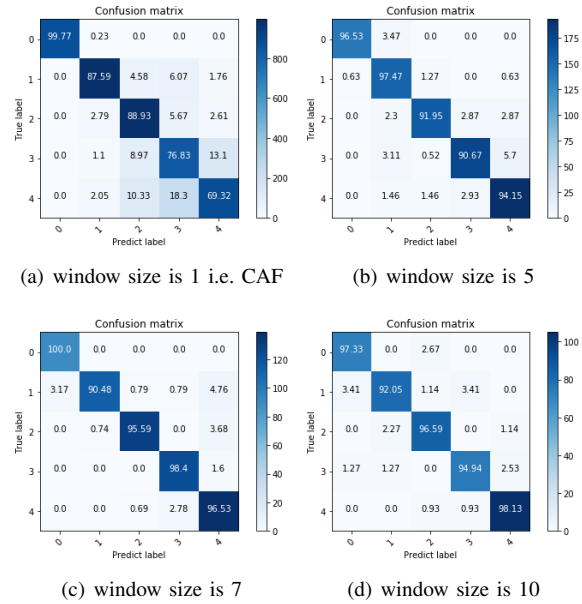 Confusion matrix
Confusion matrix
0 99.77 0.23 0.0 0.0 0.0
1 0.0 87.59 4.58 6.07 1.76
2 0.0 2.79 88.93 5.67 2.61
3 0.0 1.1 8.97 76.83 13.1
4 0.0 2.05 10.33 18.3 69.32
True label
0 1 2 3 4
Predict label
800
600
400
200
0
0 96.53 3.47 0.0 0.0 0.0
1 0.63 97.47 1.27 0.0 0.63
2 0.0 2.3 91.95 2.87 2.87
3 0.0 3.11 0.52 90.67 5.7
4 0.0 1.46 1.46 2.93 94.15
True label
0 1 2 3 4
Predict label
175
150
125
100
75
50
25
0
(a) window size is 1 i.e. CAF
(b) window size is 5
Confusion matrix
Confusion matrix
0 100.0 0.0 0.0 0.0 0.0
1 3.17 90.48 0.79 0.79 4.76
2 0.0 0.74 95.59 0.0 3.68
3 0.0 0.0 0.0 98.4 1.6
4 0.0 0.0 0.69 2.78 96.53
True label
0 1 2 3 4
Predict label
120
100
80
60
40
20
0
0 97.33 0.0 2.67 0.0 0.0
1 3.41 92.05 1.14 3.41 0.0
2 0.0 2.27 96.59 0.0 1.14
3 1.27 1.27 0.0 94.94 2.53
4 0.0 0.0 0.93 0.93 98.13
True label
0 1 2 3 4
Predict label
100
80
60
40
20
0
(c) window size is 7
(d) window size is 10